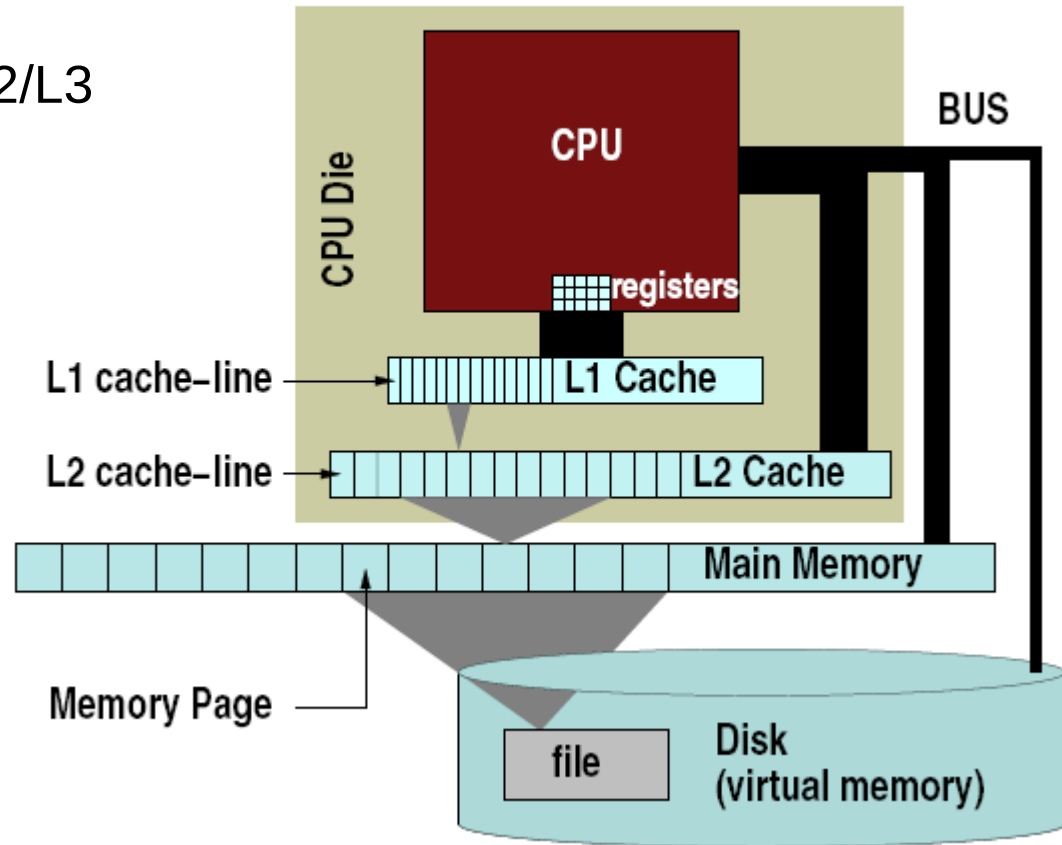 2/L3
BUS
CPU
CPU Die
registers
L1 cache–line
L1 Cache
L2 cache–line
L2 Cache
Main Memory
Memory Page
file
Disk
(virtual memory)